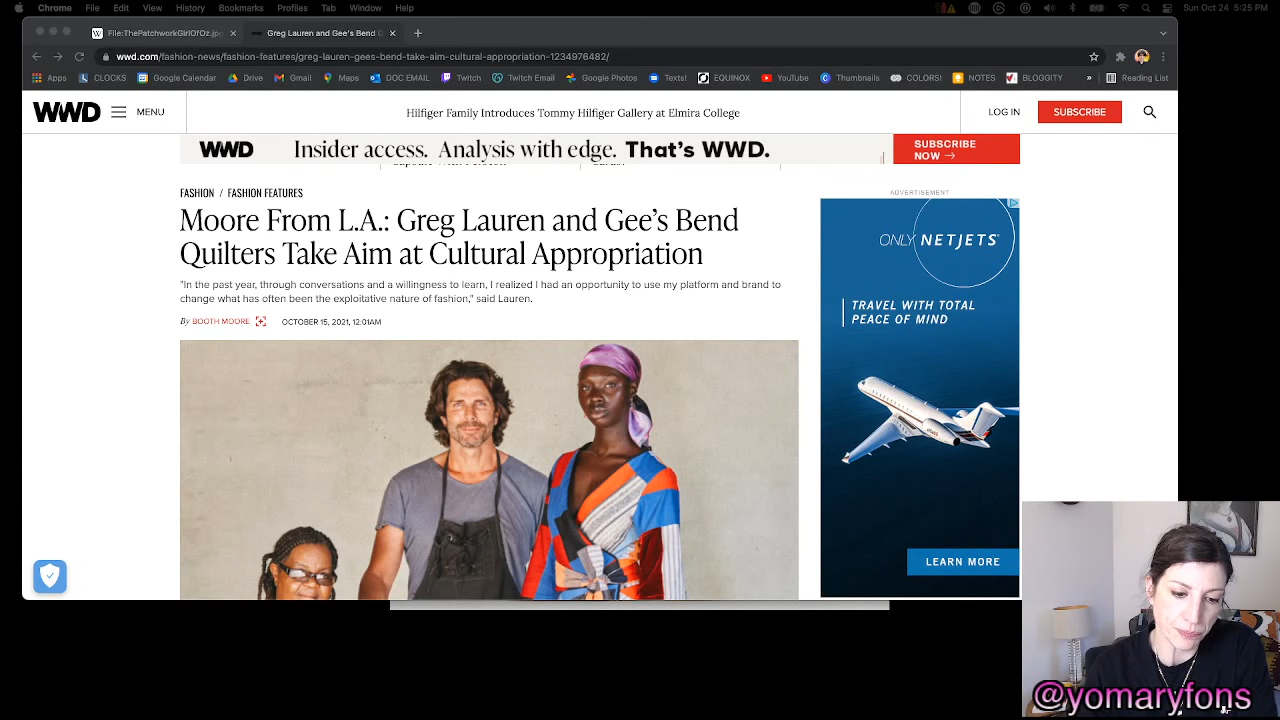 Chrome File Edit View History Bookmarks Profiles Tab Window Help Sun Oct 24 5:25 PM
File:ThePatchworkGirlOfOz.jpg Greg Lauren and Gee's Bend Q
wwd.com/fashion-news/fashion-features/greg-lauren-gees-bend-take-aim-cultural-appropriation-1234976482/
Apps CLOCKS Google Calendar Drive Gmail Maps DOC EMAIL Twitch Twitch Email Google Photos Texts! EQUINOX YouTube Thumbnails COLORS! NOTES BLOGGITY » Reading List
WWD MENU Hilfiger Family Introduces Tommy Hilfiger Gallery at Elmira College LOG IN SUBSCRIBE
WWD Insider access. Analysis with edge. That's WWD. SUBSCRIBE
NOW →
FASHION / FASHION FEATURES
ADVERTISEMENT
Moore From L.A.: Greg Lauren and Gee's Bend
Quilters Take Aim at Cultural Appropriation
"In the past year, through conversations and a willingness to learn, I realized I had an opportunity to use my platform and brand to
change what has often been the exploitative nature of fashion," said Lauren.
By BOOTH MOORE OCTOBER 15, 2021, 12:01AM
ONLY NETJETS
TRAVEL WITH TOTAL
PEACE OF MIND
LEARN MORE
@yomaryfons